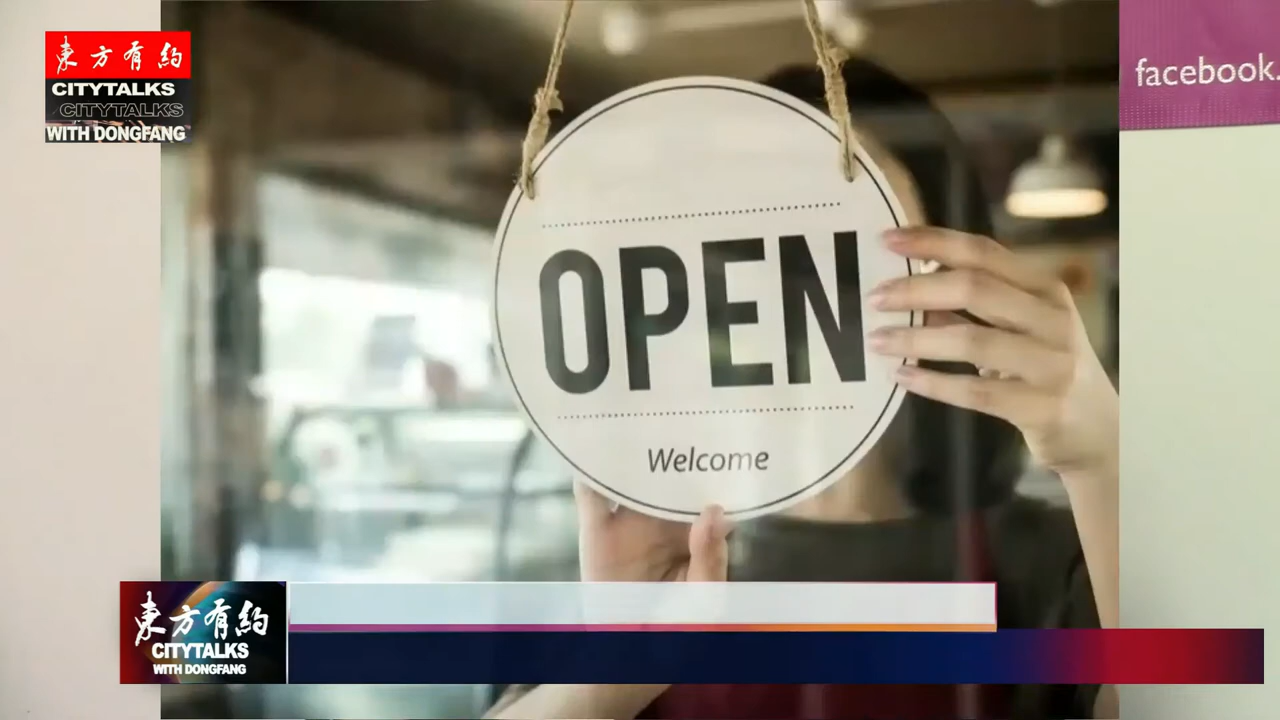 東方有約
CITYTALKS
CITYTALKS
WITH DONGFANG
facebook.
OPEN
Welcome
東方有約
CITYTALKS
WITH DONGFANG